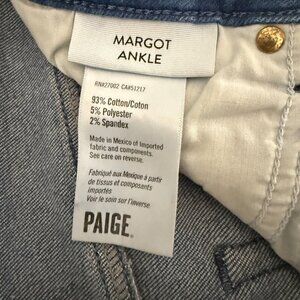 MARGOT
ANKLE
RN#27002 CA#51217
93% Cotton/Coton
5% Polyester
2% Spandex
Made in Mexico of Imported
fabric and components.
See care on reverse.
Fabriqué aux Mexique à partir
de tissus et composants
importés
Voir le soin sur l'inverse.
PAIGE